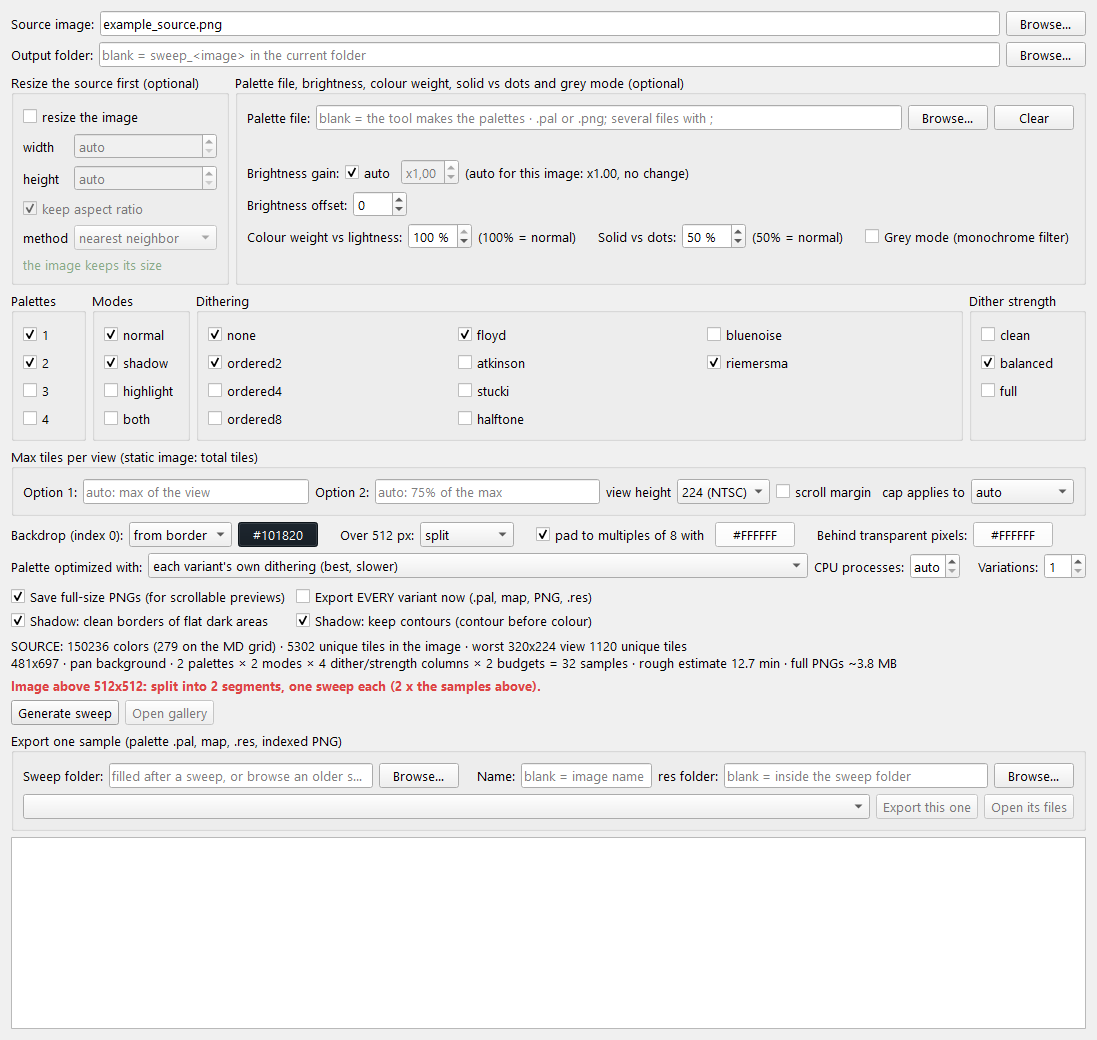 Source image: example_source.png Browse...
Output folder: blank = sweep_<image> in the current folder Browse...
Resize the source first (optional)
resize the image
width auto
height auto
keep aspect ratio
method nearest neighbor
the image keeps its size
Palette file, brightness, colour weight, solid vs dots and grey mode (optional)
Palette file: blank = the tool makes the palettes · .pal or .png; several files with ; Browse... Clear
Brightness gain: auto x1,00 (auto for this image: x1.00, no change)
Brightness offset: 0
Colour weight vs lightness: 100 % (100% = normal) Solid vs dots: 50 % (50% = normal) Grey mode (monochrome filter)
Palettes
1
2
3
4
Modes
normal
shadow
highlight
both
Dithering
none floyd bluenoise
ordered2 atkinson riemersma
ordered4 stucki
ordered8 halftone
Dither strength
clean
balanced
full
Max tiles per view (static image: total tiles)
Option 1: auto: max of the view Option 2: auto: 75% of the max view height 224 (NTSC) scroll margin cap applies to auto
Backdrop (index 0): from border #101820 Over 512 px: split pad to multiples of 8 with #FFFFFF Behind transparent pixels: #FFFFFF
Palette optimized with: each variant's own dithering (best, slower) CPU processes: auto Variations: 1
Save full-size PNGs (for scrollable previews) Export EVERY variant now (.pal, map, PNG, .res)
Shadow: clean borders of flat dark areas Shadow: keep contours (contour before colour)
SOURCE: 150236 colors (279 on the MD grid) · 5302 unique tiles in the image · worst 320x224 view 1120 unique tiles
481x697 · pan background · 2 palettes × 2 modes × 4 dither/strength columns × 2 budgets = 32 samples · rough estimate 12.7 min · full PNGs ~3.8 MB
Image above 512x512: split into 2 segments, one sweep each (2 x the samples above).
Generate sweep Open gallery
Export one sample (palette .pal, map, .res, indexed PNG)
Sweep folder: filled after a sweep, or browse an older s... Browse... Name: blank = image name res folder: blank = inside the sweep folder Browse...
Export this one Open its files